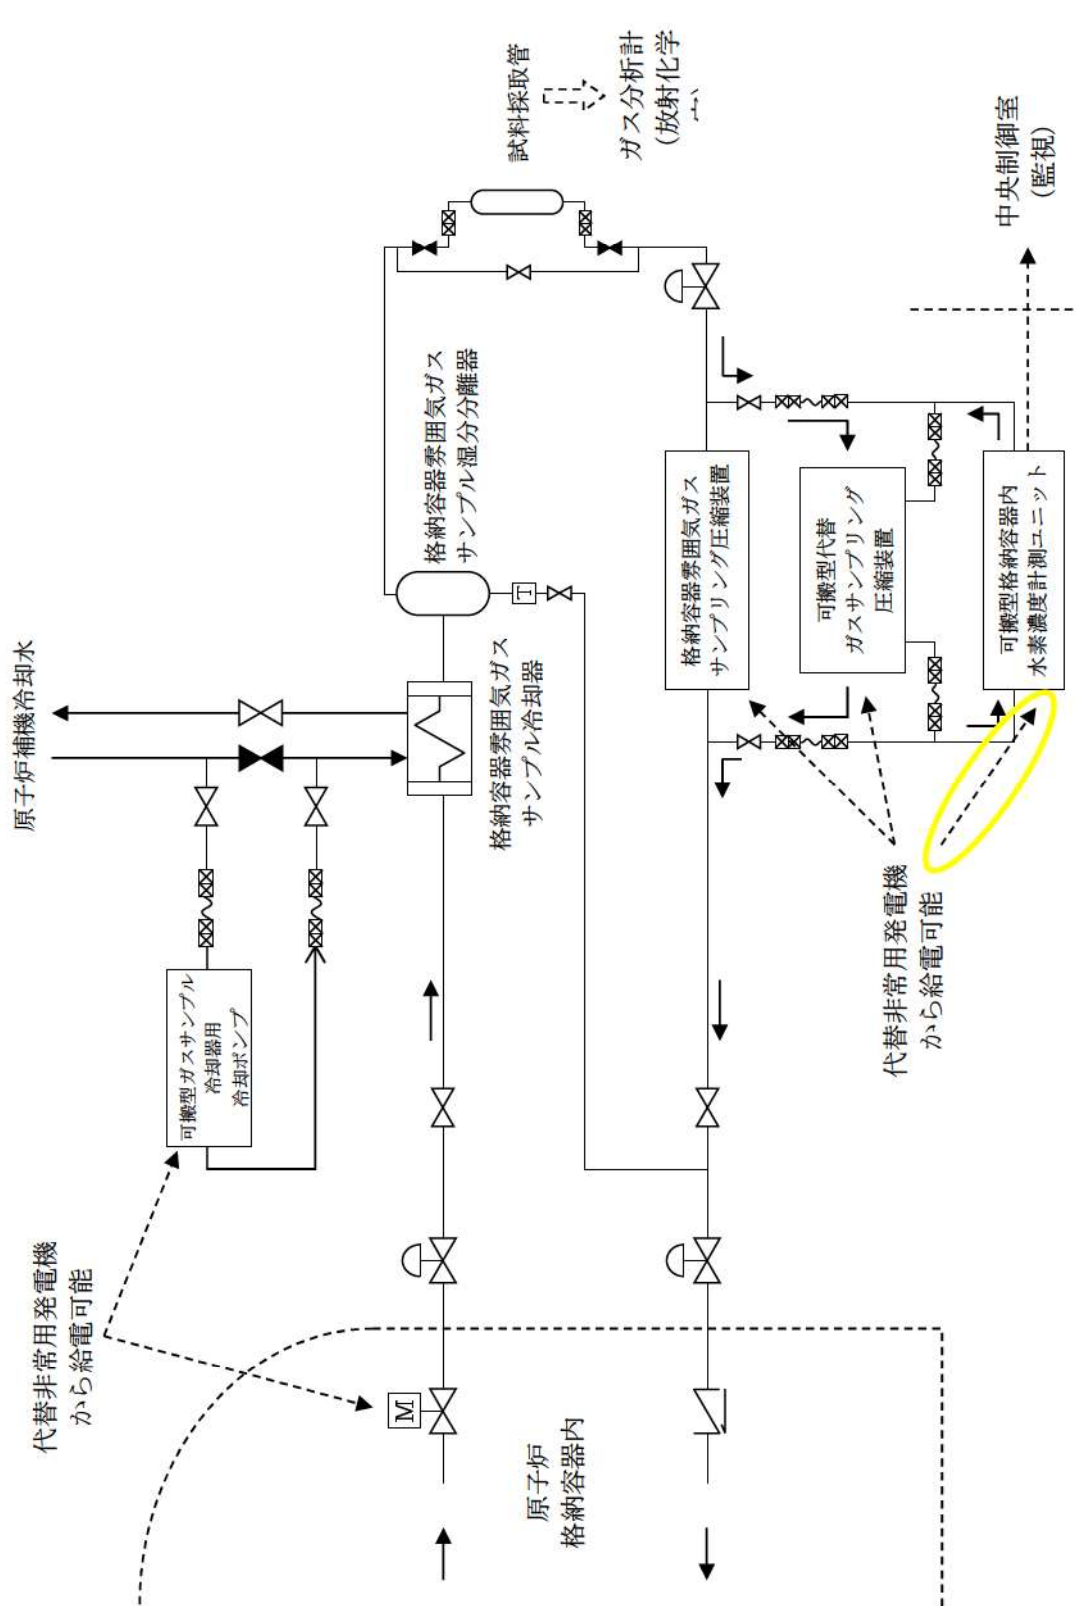 原子炉補機冷却水
可搬型ガスサンプル
冷却器用
冷却ポンプ
代替非常用発電機
から給電可能
格納容器雰囲気ガス
サンプル冷却器
格納容器雰囲気ガス
サンプル湿分分離器
T
M
試料採取管
ガス分析計
(放射化学
原子炉
格納容器内
格納容器雰囲気ガス
サンプリング圧縮装置
可搬型代替
ガスサンプリング
圧縮装置
可搬型格納容器内
水素濃度計測ユニット
代替非常用発電機
から給電可能
中央制御室
(監視)